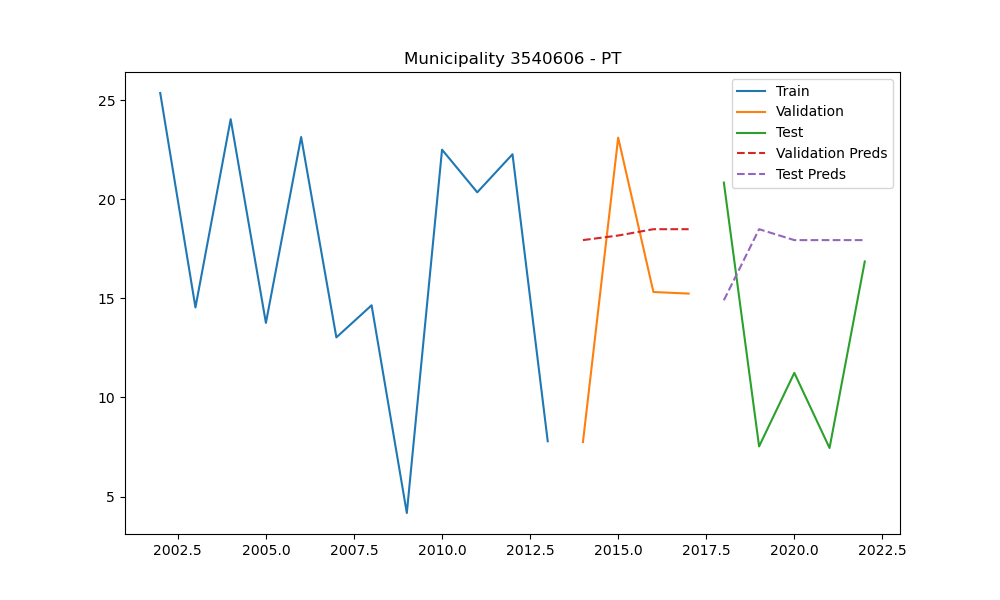 Municipality 3540606 - PT
Train
Validation
Test
Validation Preds
Test Preds
25
20
15
10
5
2002.5 2005.0 2007.5 2010.0 2012.5 2015.0 2017.5 2020.0 2022.5